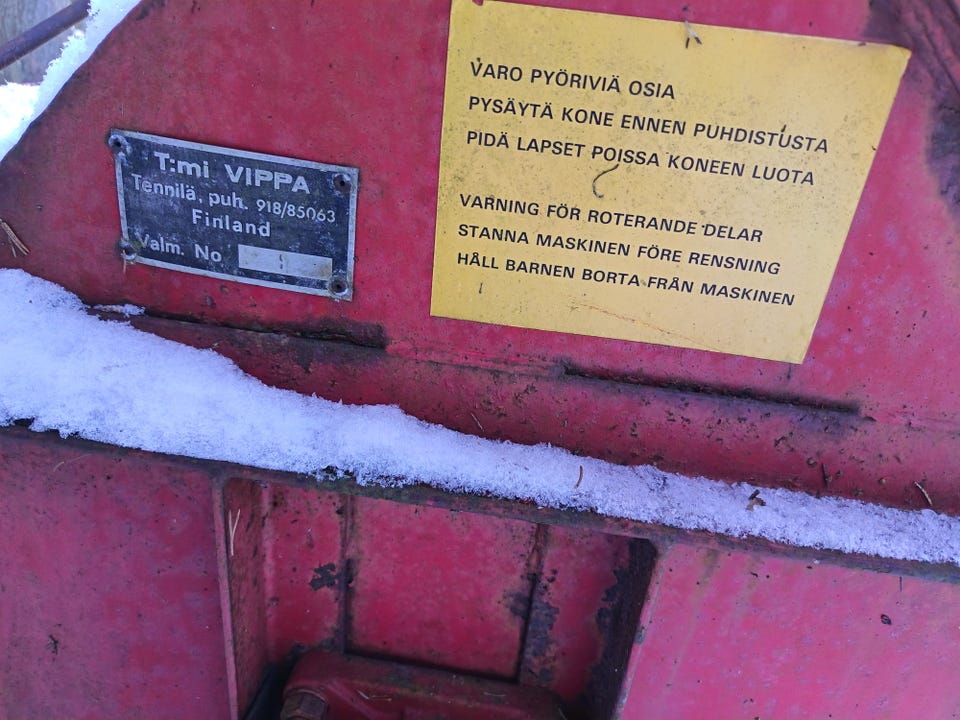 T:mi VIPPA
Tennilä, puh. 918/85063
Finland
Valm. No
VARO PYÖRIVIÄ OSIA
PYSÄYTÄ KONE ENNEN PUHDISTUSTA
PIDÄ LAPSET POISSA KONEEN LUOTA
VARNING FÖR ROTERANDE DELAR
STANNA MASKINEN FÖRE RENSNING
HÅLL BARNEN BORTA FRÅN MASKINEN